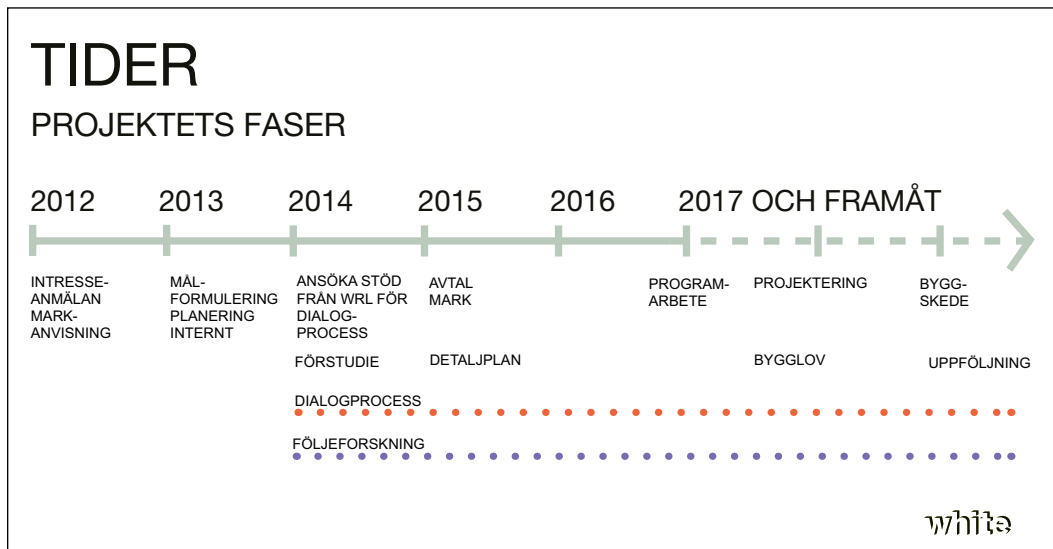 TIDER
PROJEKTETS FASER
2012 2013 2014 2015 2016 2017 OCH FRAMÅT
INTRESSE-
ANMÄLAN
MARK-
ANVISNING
MÅL-
FORMULERING
PLANERING
INTERNT
ANSÖKA STÖD
FRÅN WRL FÖR
DIALOG-
PROCESS
FÖRSTUDIE
AVTAL
MARK
DETALJPLAN
PROGRAM-
ARBETE
PROJEKTERING
BYGGLOV
BYGG-
SKEDE
UPPFÖLJNING
DIALOGPROCESS
FÖLJEFORSKNING
white